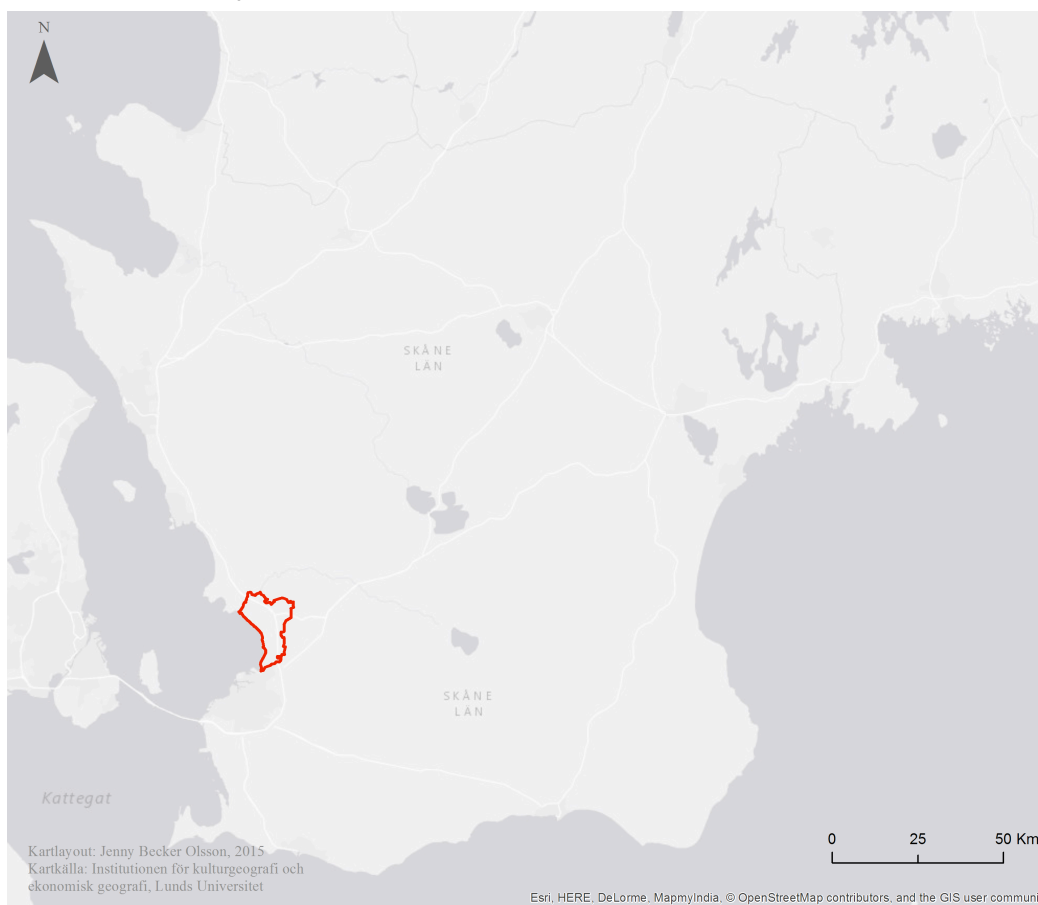 N
SKÅNE
LÄN
SKÅNE
LÄN
Kattegat
0 25 50 Km
Kartlayout: Jenny Becker Olsson, 2015
Kartkälla: Institutionen för kulturgeografi och
ekonomisk geografi, Lunds Universitet
Esri, HERE, DeLorme, MapmyIndia, © OpenStreetMap contributors, and the GIS user communi